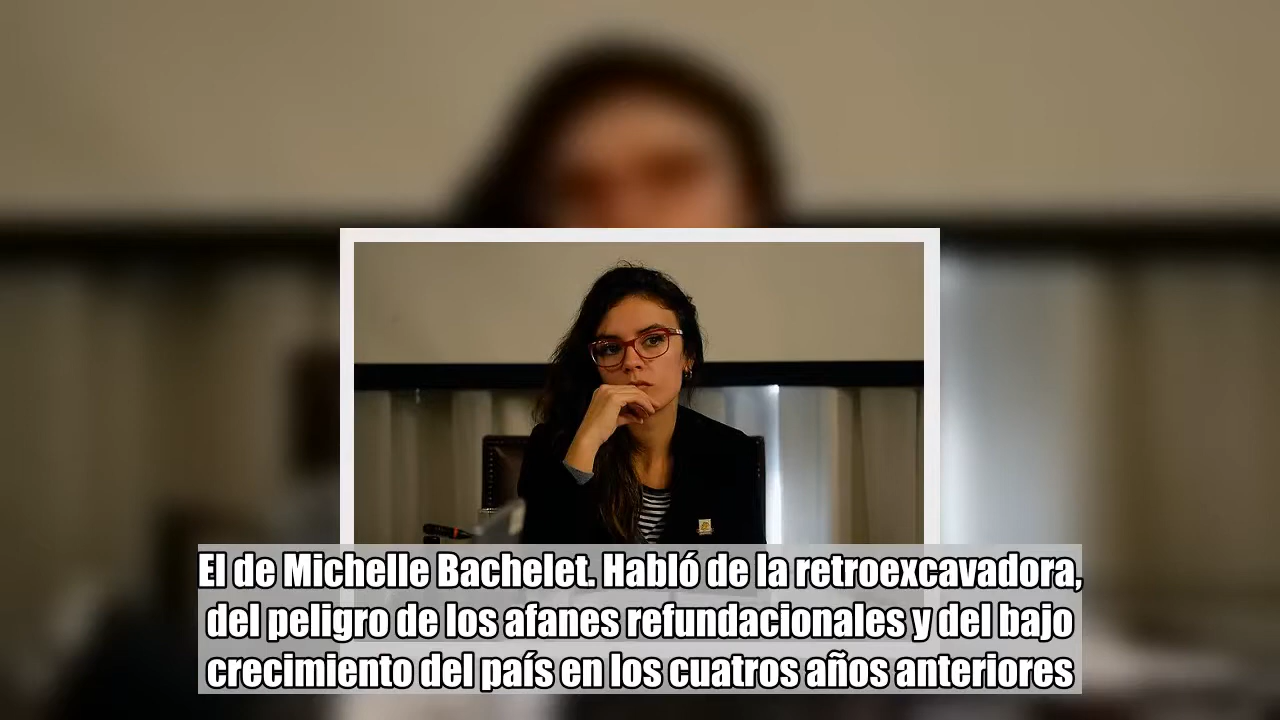 El de Michelle Bachelet. Habló de la retroexcavadora,
del peligro de los afanes refundacionales y del bajo
crecimiento del país en los cuatros años anteriores